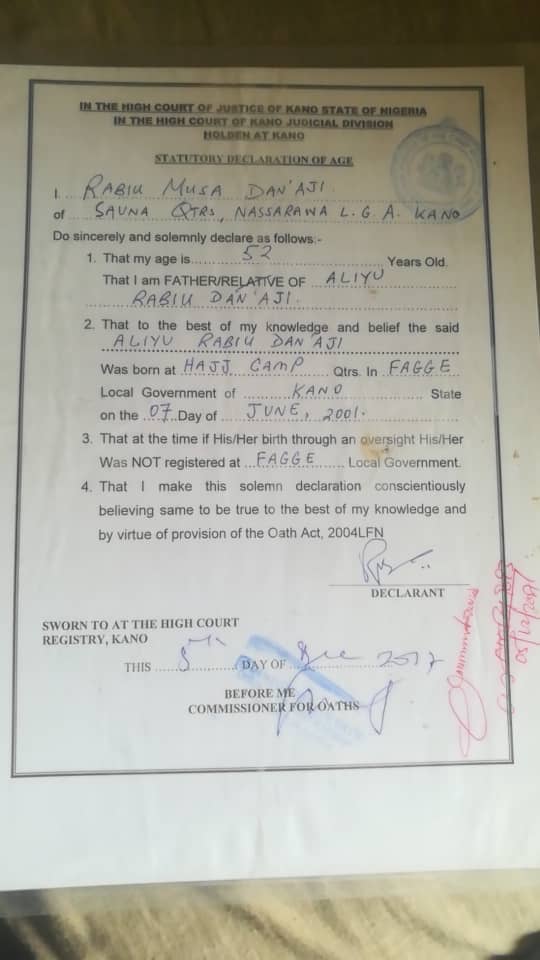 IN THE HIGH COURT OF JUSTICE OF KANO STATE OF NIGERIA
IN THE HIGH COURT OF KANO JUDICIAL DIVISION
HOLDEN AT KANO
STATUTORY DECLARATION OF AGE
I. RABIU MUSA DAN'AJI.
of SAUNA QTRS, NASSARAWA L.G.A. KANO
Do sincerely and solemnly declare as follows:-
1. That my age is 52 Years Old.
That I am FATHER/RELATIVE OF ALIYU
RABIU DAN'AJI.
2. That to the best of my knowledge and belief the said
ALIYU RABIU DAN'AJI
Was born at HAJJ CAMP Qtrs. In FAGGE
Local Government of KANO State
on the 07 Day of JUNE, 2001.
3. That at the time if His/Her birth through an oversight His/Her
Was NOT registered at FAGGE Local Government.
4. That I make this solemn declaration conscientiously
believing same to be true to the best of my knowledge and
by virtue of provision of the Oath Act, 2004LFN
DECLARANT
SWORN TO AT THE HIGH COURT
REGISTRY, KANO
THIS 5th DAY OF Dec 2017
BEFORE ME
COMMISSIONER FOR OATHS
05/12/2017